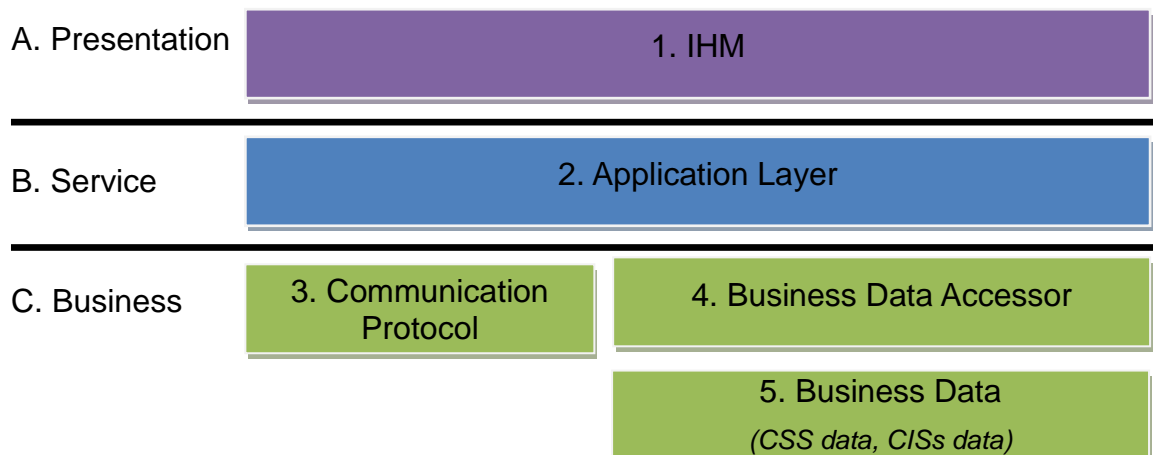 A. Presentation
1. IHM
B. Service
2. Application Layer
C. Business
3. Communication
Protocol
4. Business Data Accessor
5. Business Data
(CSS data, CISs data)